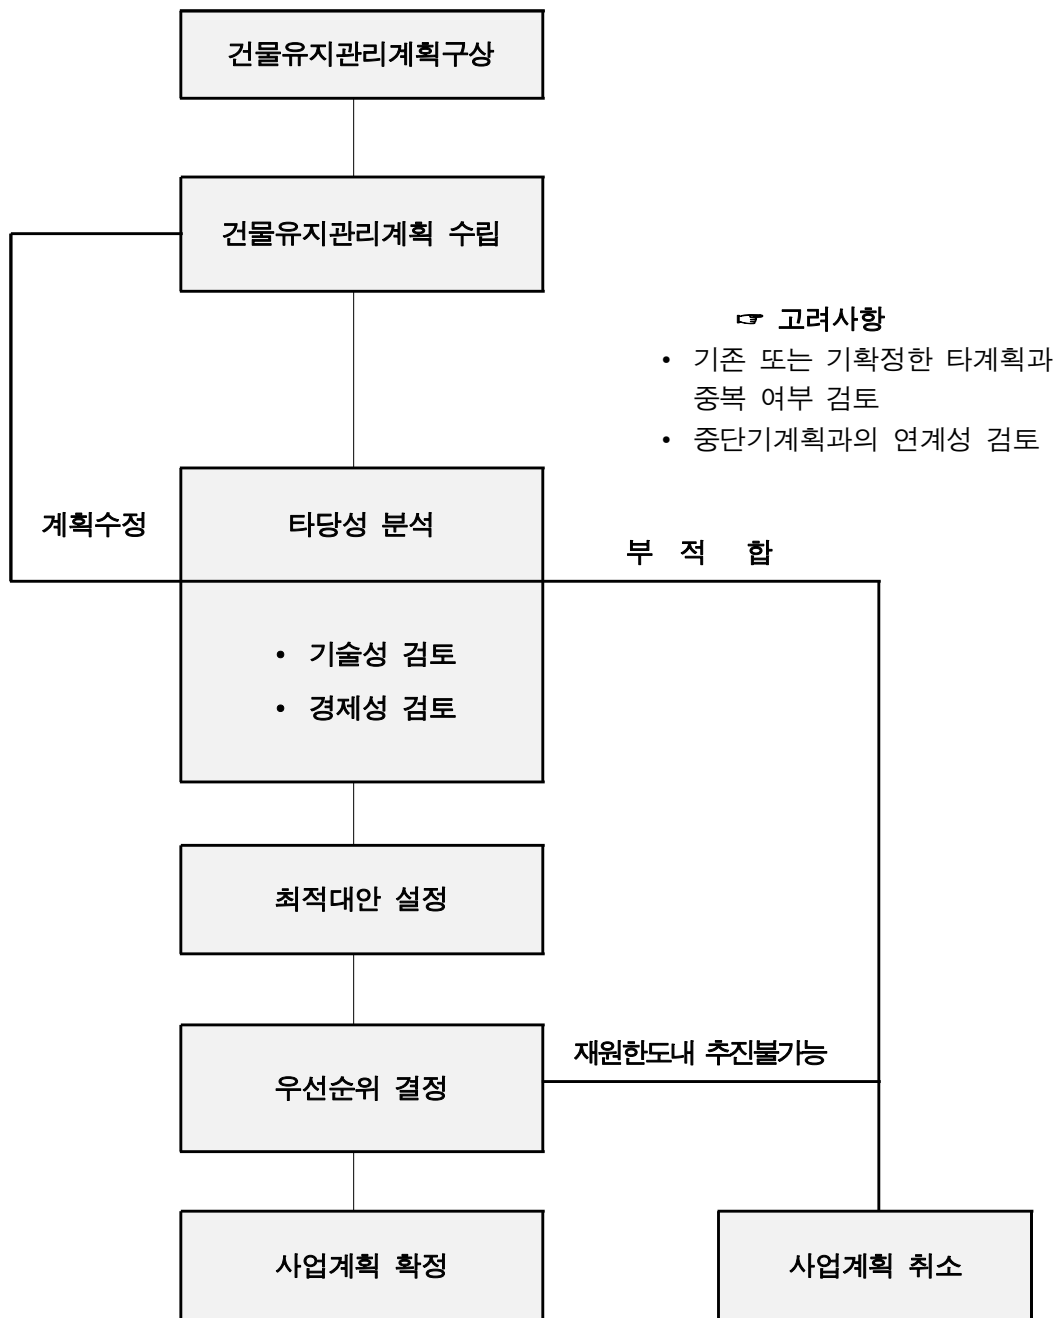 건물유지관리계획구상
건물유지관리계획 수립
☞ 고려사항
• 기존 또는 기확정한 타계획과
중복 여부 검토
• 중단기계획과의 연계성 검토
계획수정
타당성 분석
부 적 합
• 기술성 검토
• 경제성 검토
최적대안 설정
재원한도내 추진불가능
우선순위 결정
사업계획 확정
사업계획 취소